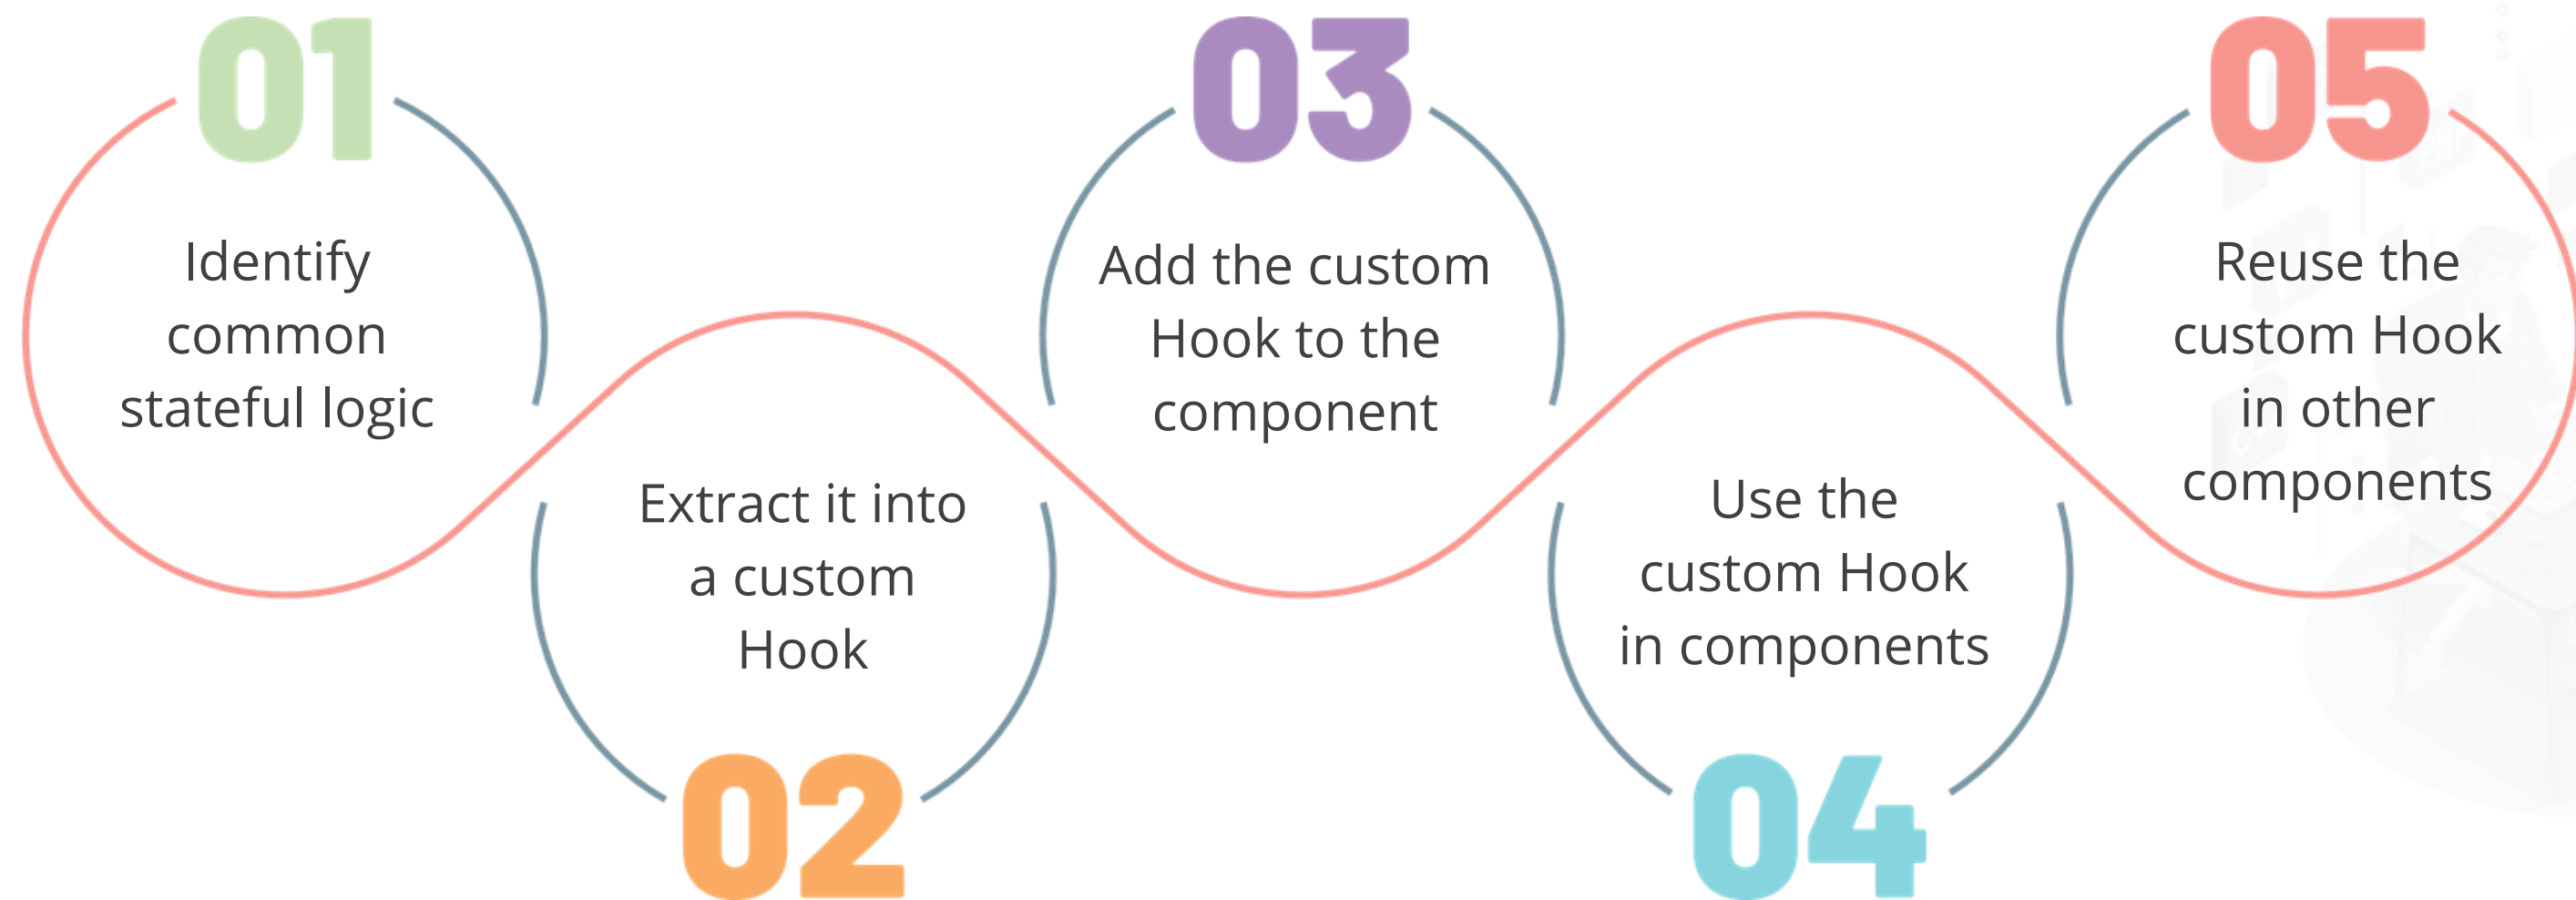 01
Identify
common
stateful logic
Extract it into
a custom
Hook
02
03
Add the custom
Hook to the
component
Use the
custom Hook
in components
04
05
Reuse the
custom Hook
in other
components